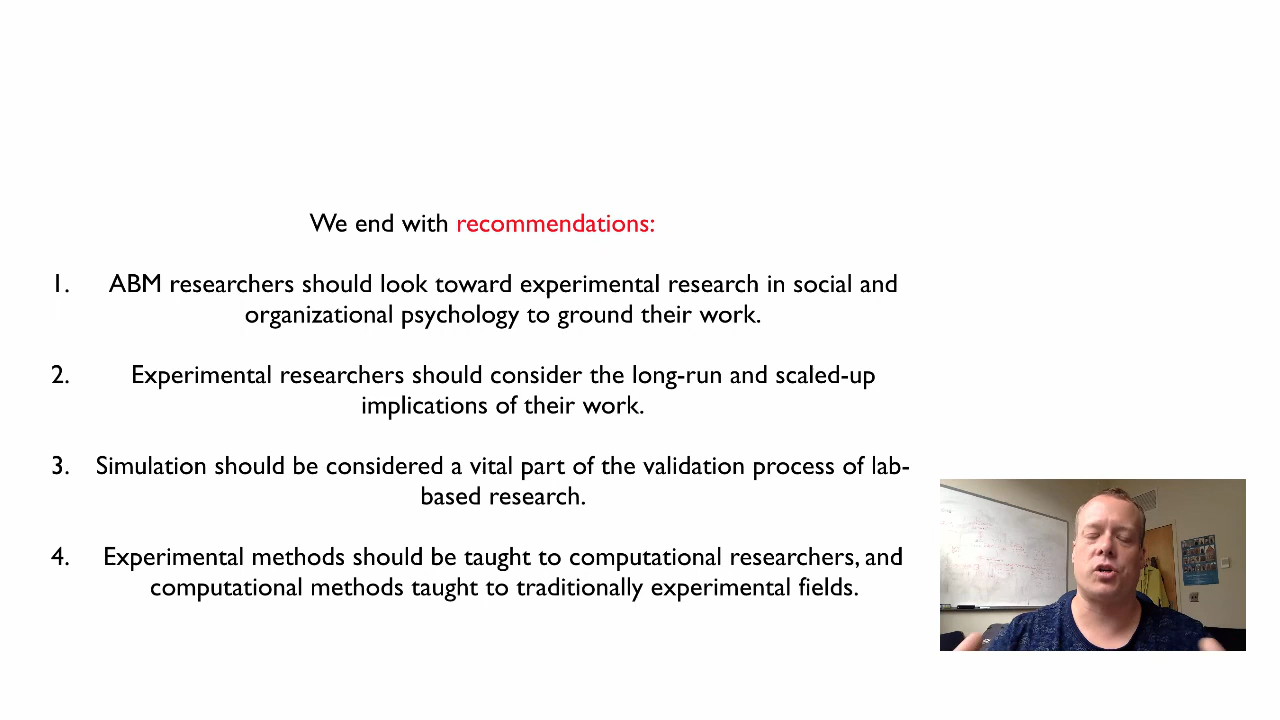 We end with recommendations:
1. ABM researchers should look toward experimental research in social and
organizational psychology to ground their work.
2. Experimental researchers should consider the long-run and scaled-up
implications of their work.
3. Simulation should be considered a vital part of the validation process of lab-
based research.
4. Experimental methods should be taught to computational researchers, and
computational methods taught to traditionally experimental fields.